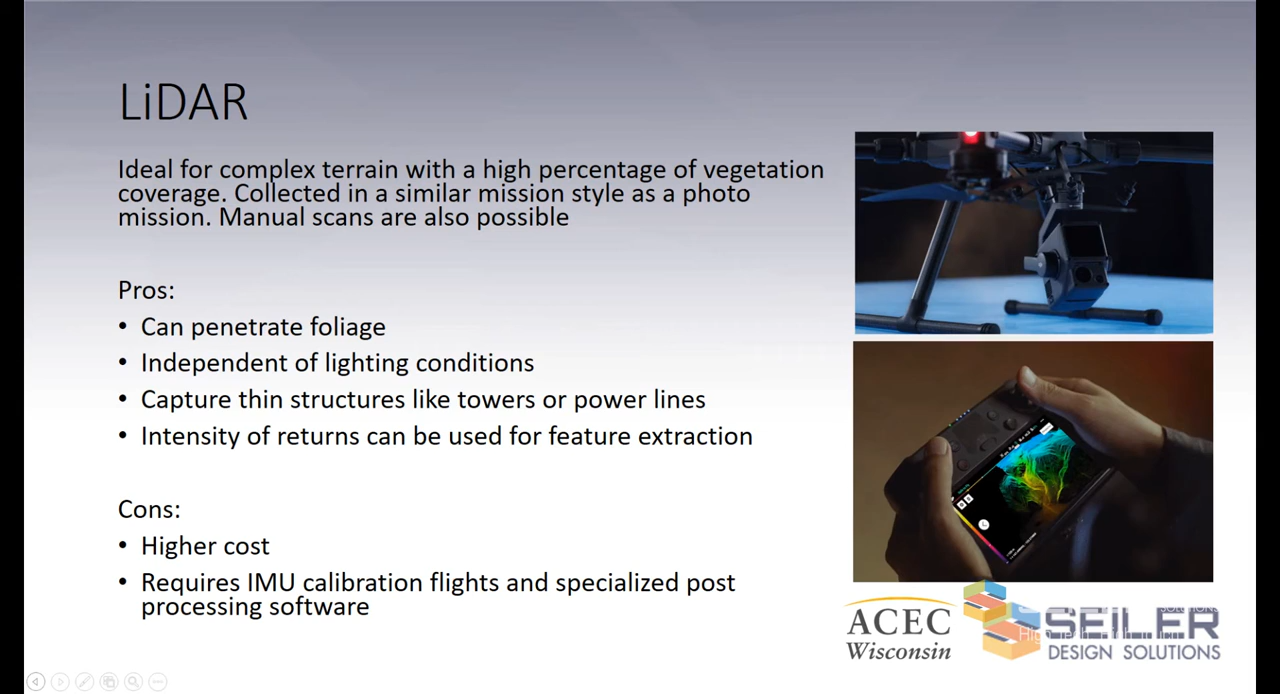 LiDAR
Ideal for complex terrain with a high percentage of vegetation
coverage. Collected in a similar mission style as a photo
mission. Manual scans are also possible
Pros:
• Can penetrate foliage
• Independent of lighting conditions
• Capture thin structures like towers or power lines
• Intensity of returns can be used for feature extraction
Cons:
• Higher cost
• Requires IMU calibration flights and specialized post
processing software
ACEC
Wisconsin
SEILER
DESIGN SOLUTIONS